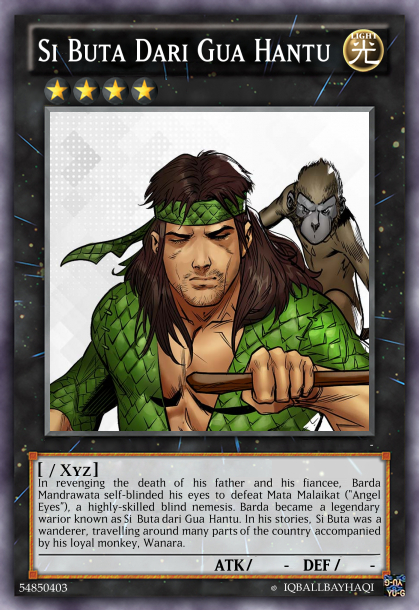 Si Buta Dari Gua Hantu
LIGHT
光
[ / Xyz]
In revenging the death of his father and his fiancee, Barda
Mandrawata self-blinded his eyes to defeat Mata Malaikat ("Angel
Eyes"), a highly-skilled blind nemesis. Barda became a legendary
warior known as Si Buta dari Gua Hantu. In his stories, Si Buta was a
wanderer, travelling around many parts of the country accompanied
by his loyal monkey, Wanara.
ATK/ - DEF / -
54850403
® IQBALLBAYHAQI